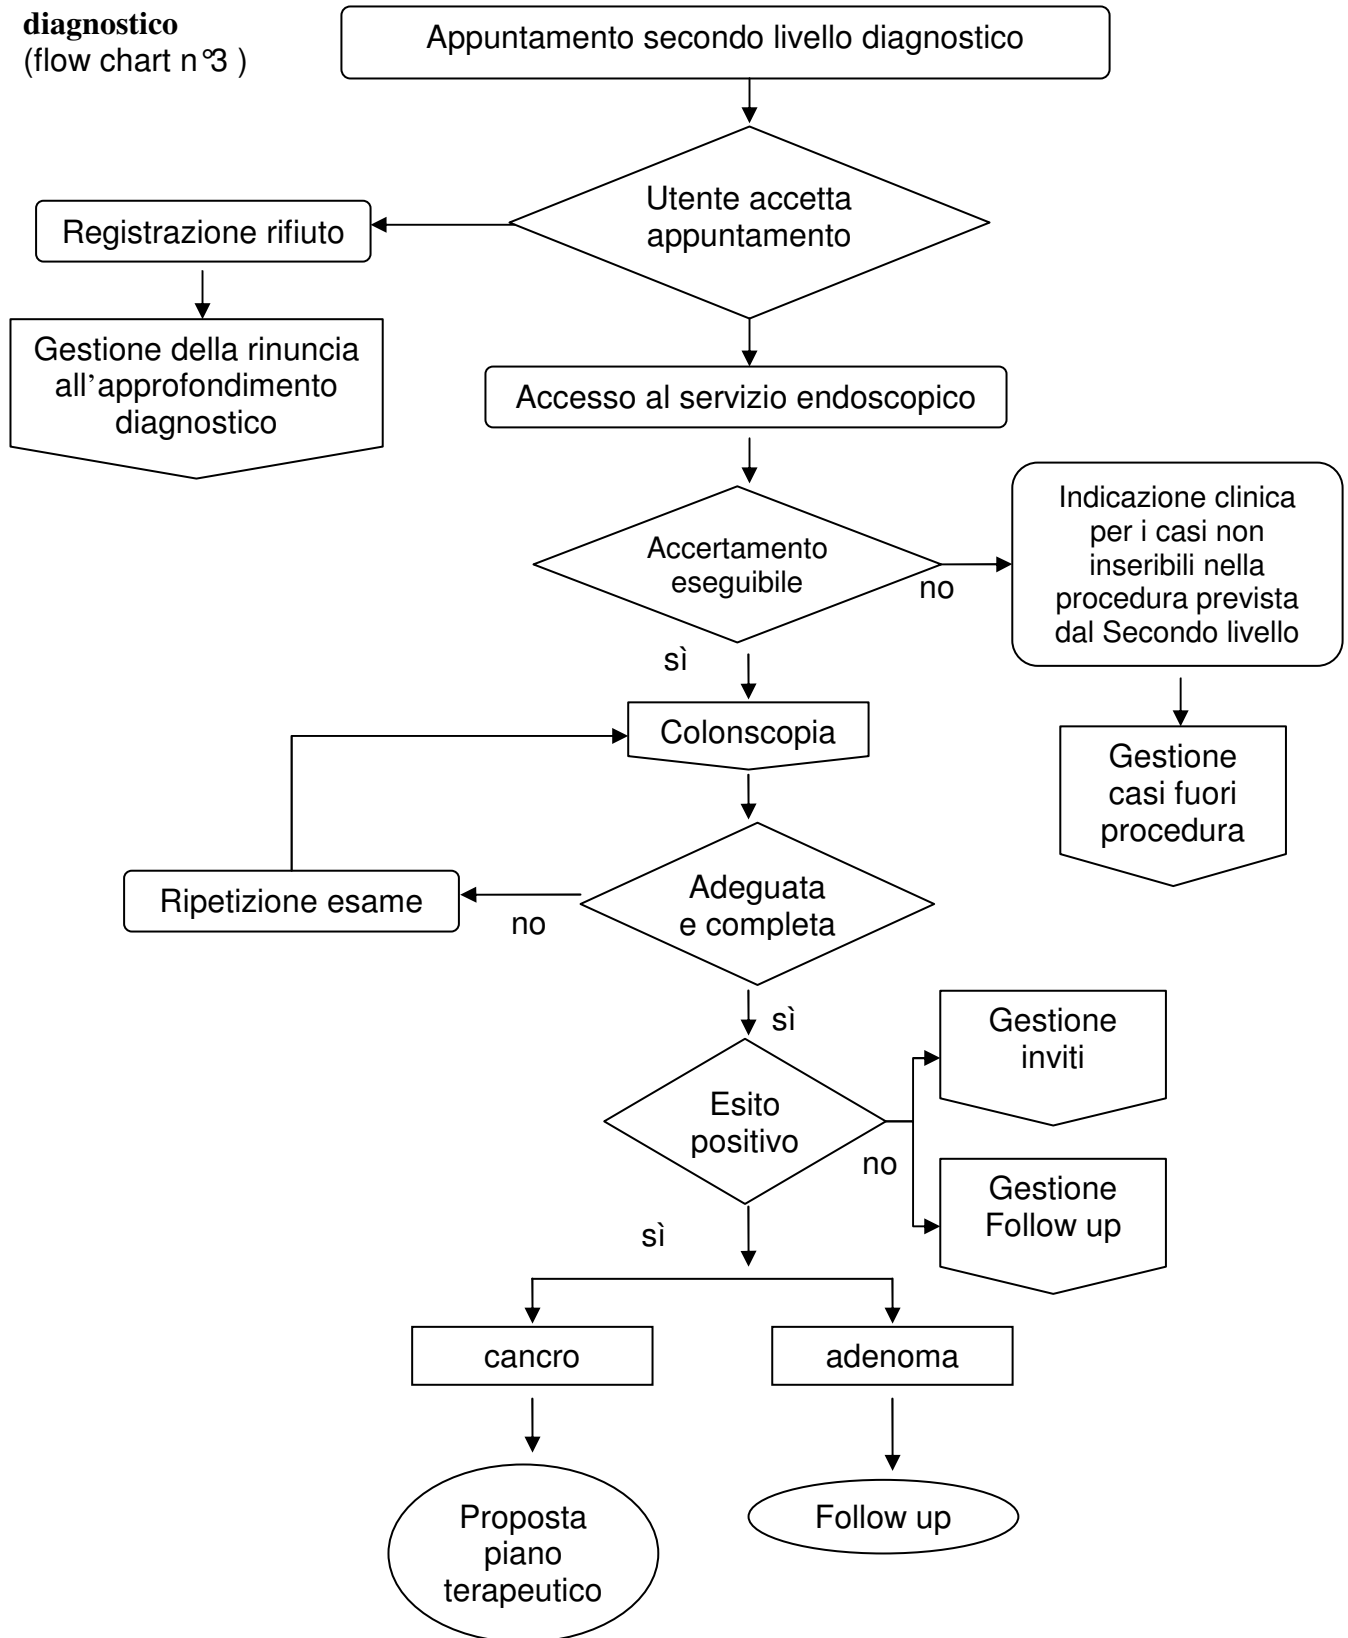 diagnostico
(flow chart n°3 )
Appuntamento secondo livello diagnostico
Utente accetta
appuntamento
Registrazione rifiuto
Gestione della rinuncia
all’approfondimento
diagnostico
Accesso al servizio endoscopico
Accertamento
eseguibile
no
Indicazione clinica
per i casi non
inseribili nella
procedura prevista
dal Secondo livello
sì
Colonscopia
Gestione
casi fuori
procedura
Adeguata
e completa
no
Ripetizione esame
sì
Esito
positivo
no
Gestione
inviti
Gestione
Follow up
sì
cancro
adenoma
Proposta
piano
terapeutico
Follow up